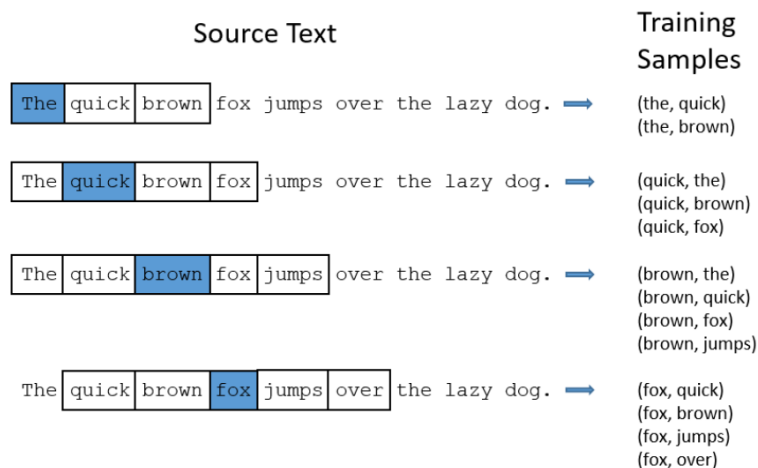 Source Text
Training
Samples
The quick brown fox jumps over the lazy dog.
(the, quick)
(the, brown)
The quick brown fox jumps over the lazy dog.
(quick, the)
(quick, brown)
(quick, fox)
The quick brown fox jumps over the lazy dog.
(brown, the)
(brown, quick)
(brown, fox)
(brown, jumps)
The quick brown fox jumps over the lazy dog.
(fox, quick)
(fox, brown)
(fox, jumps)
(fox, over)